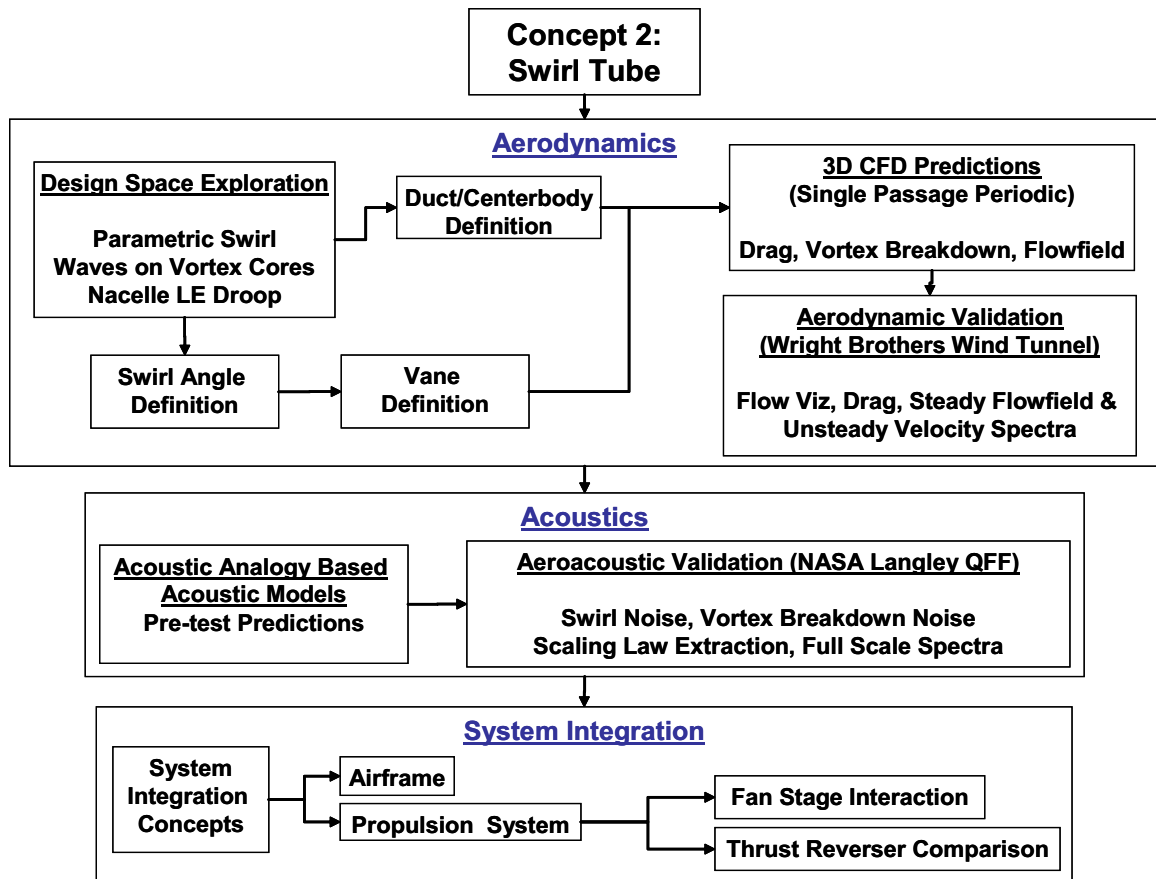 Concept 2:
Swirl Tube
Aerodynamics
Design Space Exploration
Parametric Swirl
Waves on Vortex Cores
Nacelle LE Droop
Duct/Centerbody
Definition
Swirl Angle
Definition
Vane
Definition
3D CFD Predictions
(Single Passage Periodic)
Drag, Vortex Breakdown, Flowfield
Aerodynamic Validation
(Wright Brothers Wind Tunnel)
Flow Viz, Drag, Steady Flowfield &
Unsteady Velocity Spectra
Acoustics
Acoustic Analogy Based
Acoustic Models
Pre-test Predictions
Aeroacoustic Validation (NASA Langley QFF)
Swirl Noise, Vortex Breakdown Noise
Scaling Law Extraction, Full Scale Spectra
System Integration
System
Integration
Concepts
Airframe
Propulsion System
Fan Stage Interaction
Thrust Reverser Comparison